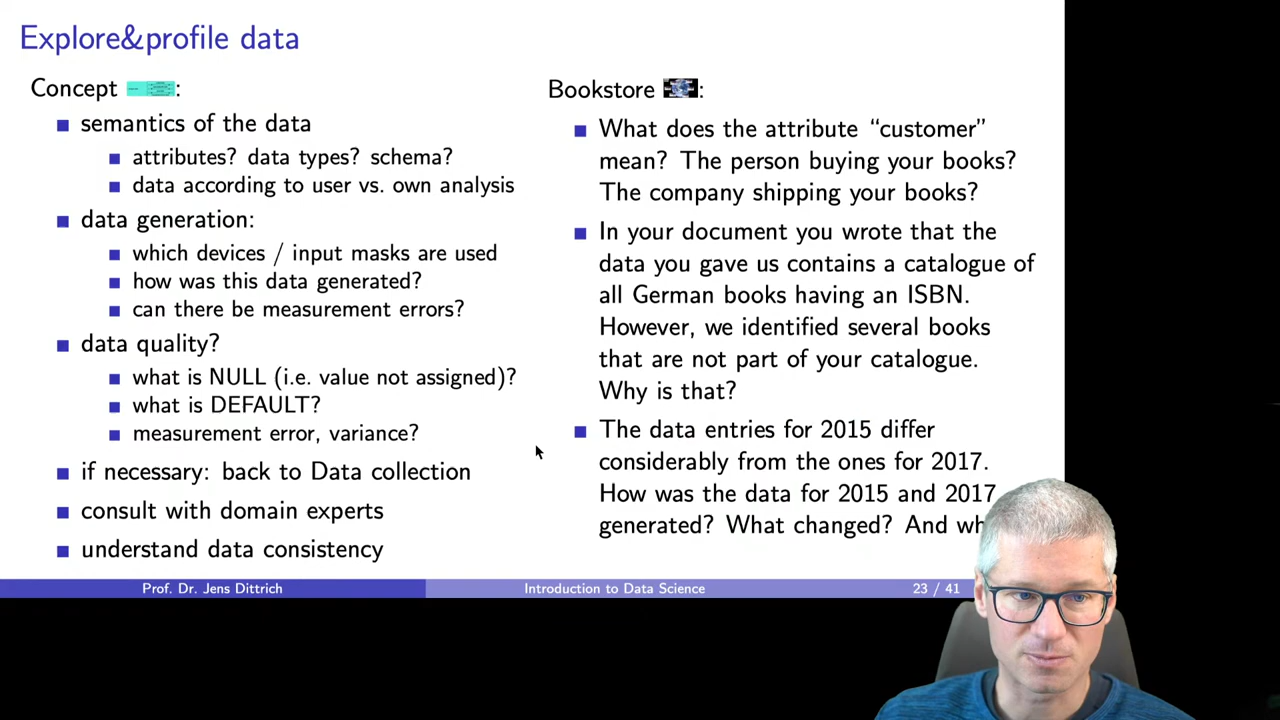 Explore&profile data
Concept :
semantics of the data
attributes? data types? schema?
data according to user vs. own analysis
data generation:
which devices / input masks are used
how was this data generated?
can there be measurement errors?
data quality?
what is NULL (i.e. value not assigned)?
what is DEFAULT?
measurement error, variance?
if necessary: back to Data collection
consult with domain experts
understand data consistency
Bookstore :
What does the attribute “customer”
mean? The person buying your books?
The company shipping your books?
In your document you wrote that the
data you gave us contains a catalogue of
all German books having an ISBN.
However, we identified several books
that are not part of your catalogue.
Why is that?
The data entries for 2015 differ
considerably from the ones for 2017.
How was the data for 2015 and 2017
generated? What changed? And
Prof. Dr. Jens Dittrich
Introduction to Data Science
23 / 41